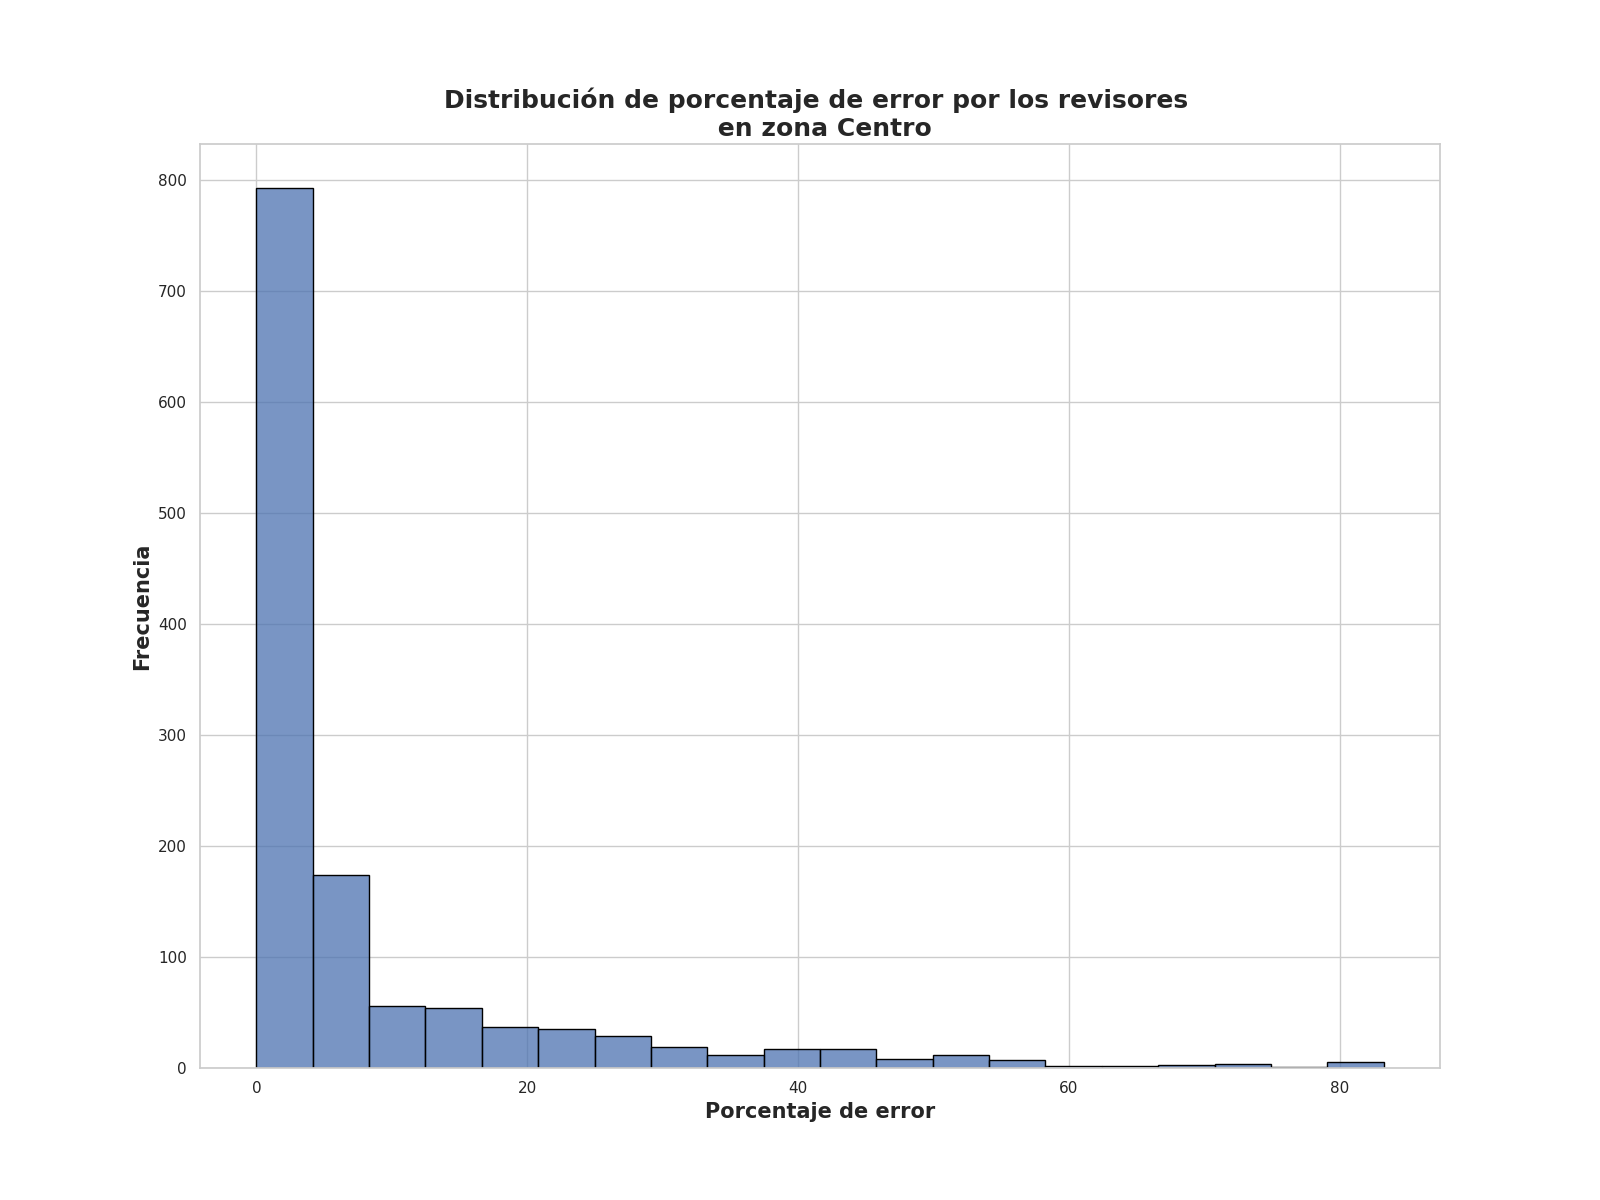 Distribución de porcentaje de error por los revisores
en zona Centro
800
700
600
500
400
300
200
100
0
Frecuencia
0 20 40 60 80
Porcentaje de error